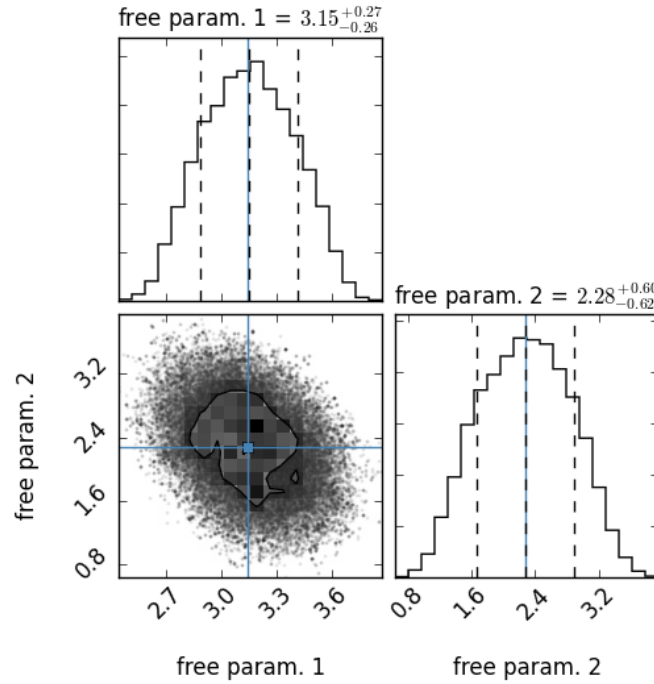 free param. 1 = 3.15+0.27
-0.26
free param. 2 = 2.28+0.60
-0.62
free param. 2
3.2
2.4
1.6
0.8
2.7
3.0
3.3
3.6
0.8
1.6
2.4
3.2
free param. 1
free param. 2